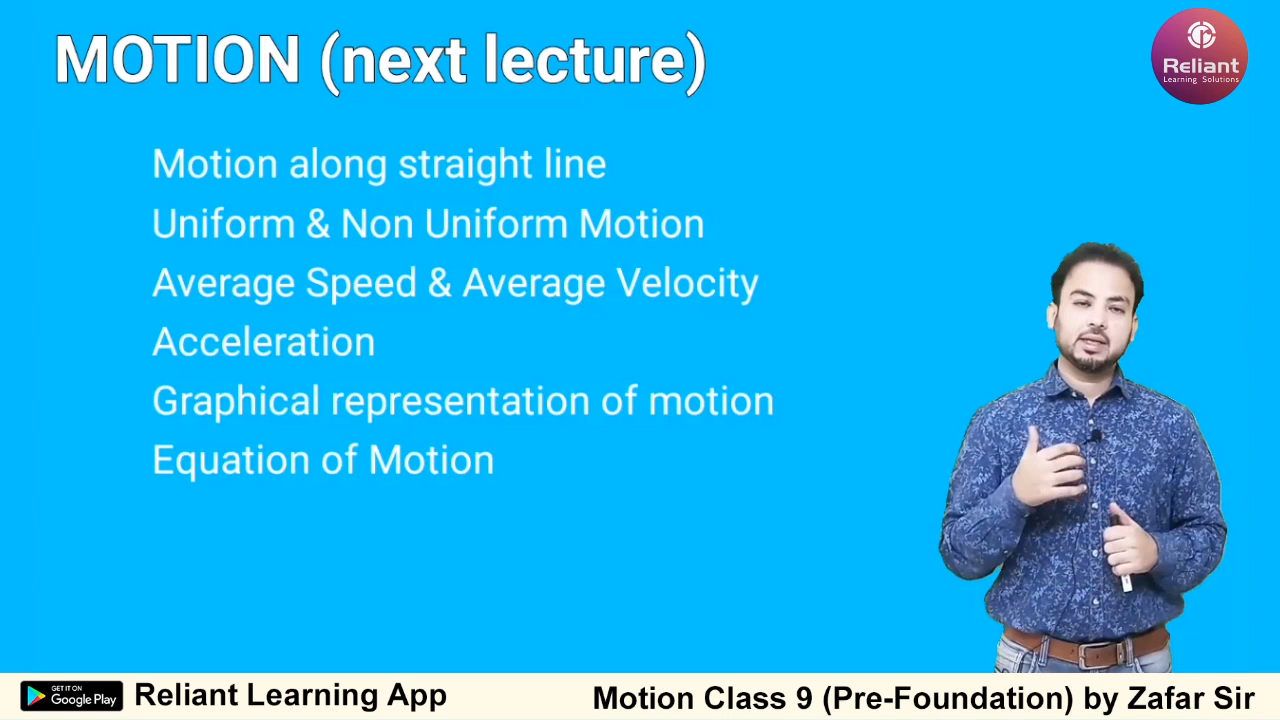 MOTION (next lecture)
Reliant
Learning Solutions
Motion along straight line
Uniform & Non Uniform Motion
Average Speed & Average Velocity
Acceleration
Graphical representation of motion
Equation of Motion
GET IT ON
Google Play
Reliant Learning App
Motion Class 9 (Pre-Foundation) by Zafar Sir